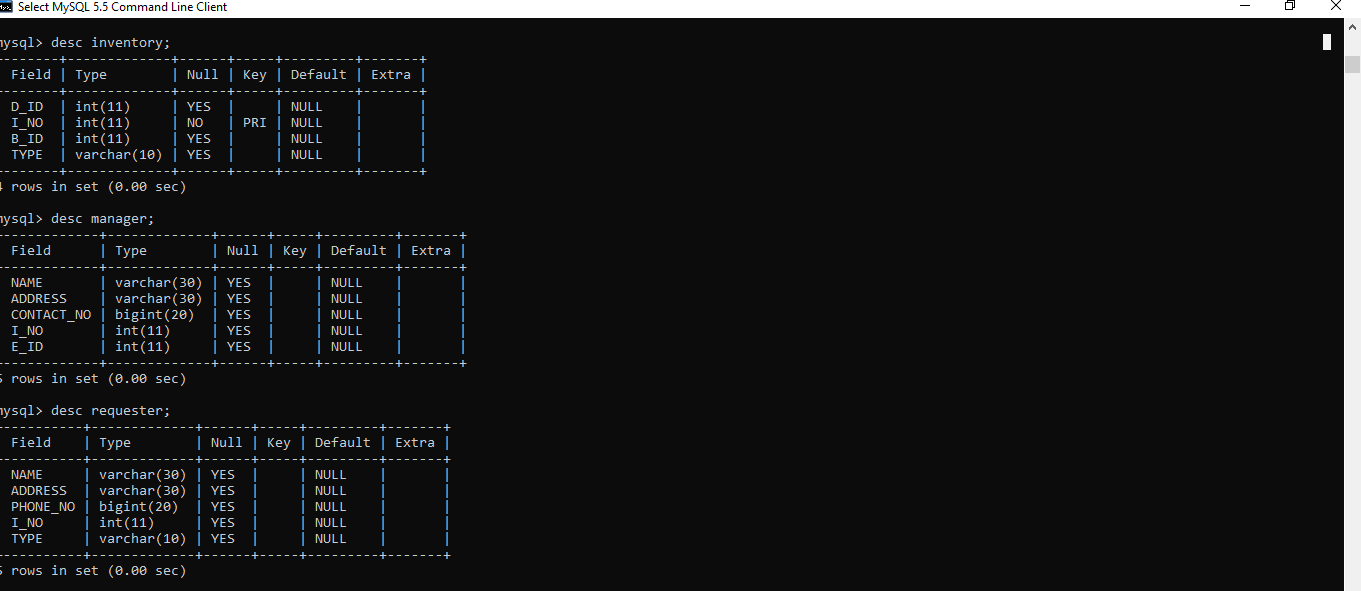 Select MySQL 5.5 Command Line Client
mysql> desc inventory;
+-------+-------------+------+-----+---------+-------+
| Field | Type        | Null | Key | Default | Extra |
+-------+-------------+------+-----+---------+-------+
| D_ID  | int(11)     | YES  |     | NULL    |       |
| I_NO  | int(11)     | NO   | PRI | NULL    |       |
| B_ID  | int(11)     | YES  |     | NULL    |       |
| TYPE  | varchar(10) | YES  |     | NULL    |       |
+-------+-------------+------+-----+---------+-------+
4 rows in set (0.00 sec)
mysql> desc manager;
+------------+-------------+------+-----+---------+-------+
| Field      | Type        | Null | Key | Default | Extra |
+------------+-------------+------+-----+---------+-------+
| NAME       | varchar(30) | YES  |     | NULL    |       |
| ADDRESS    | varchar(30) | YES  |     | NULL    |       |
| CONTACT_NO | bigint(20)  | YES  |     | NULL    |       |
| I_NO       | int(11)     | YES  |     | NULL    |       |
| E_ID       | int(11)     | YES  |     | NULL    |       |
+------------+-------------+------+-----+---------+-------+
5 rows in set (0.00 sec)
mysql> desc requester;
+----------+-------------+------+-----+---------+-------+
| Field    | Type        | Null | Key | Default | Extra |
+----------+-------------+------+-----+---------+-------+
| NAME     | varchar(30) | YES  |     | NULL    |       |
| ADDRESS  | varchar(30) | YES  |     | NULL    |       |
| PHONE_NO | bigint(20)  | YES  |     | NULL    |       |
| I_NO     | int(11)     | YES  |     | NULL    |       |
| TYPE     | varchar(10) | YES  |     | NULL    |       |
+----------+-------------+------+-----+---------+-------+
5 rows in set (0.00 sec)